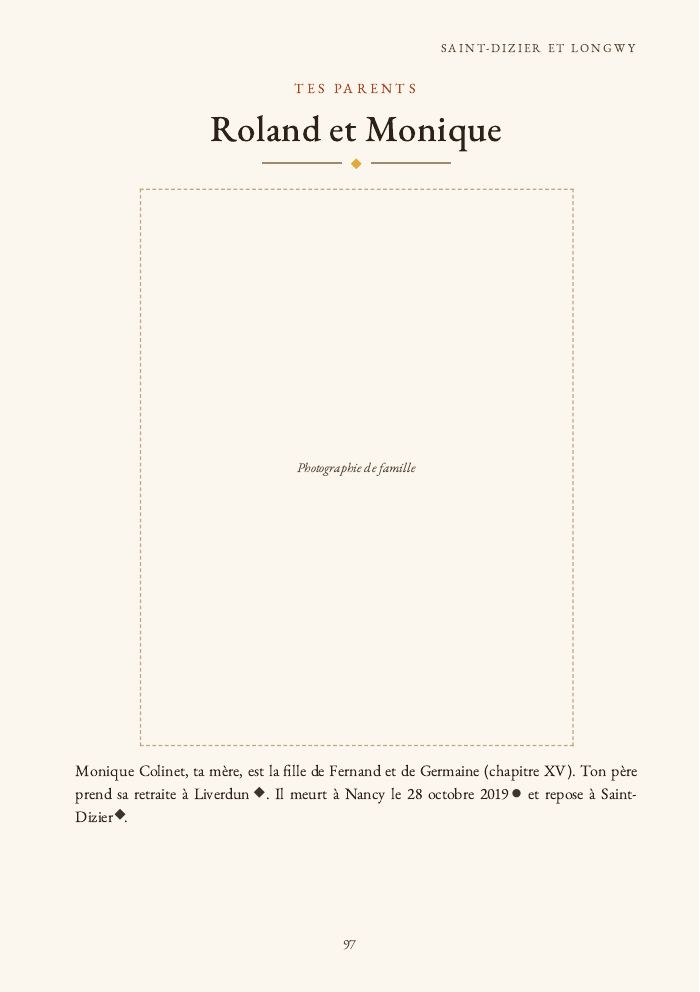 SAINT-DIZIER ET LONGWY
TES PARENTS
Roland et Monique
Photographie de famille
Monique Colinet, ta mère, est la fille de Fernand et de Germaine (chapitre XV). Ton père
prend sa retraite à Liverdun ◆. Il meurt à Nancy le 28 octobre 2019 ● et repose à Saint-
Dizier ◆.
97